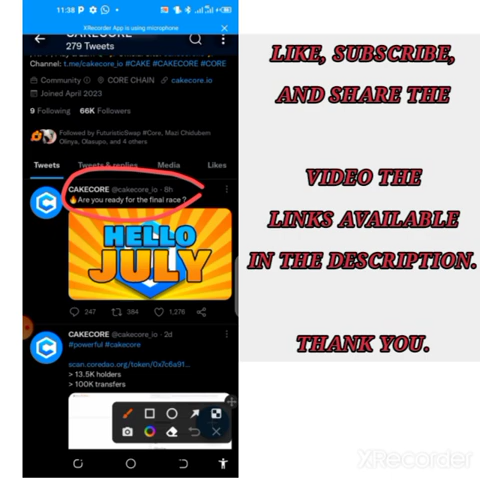 11:38 P
XRecorder App is using microphone
CAKECORE
279 Tweets
Channel: t.me/cakecore_io #CAKE #CAKECORE #CORE
Community CORE CHAIN cakecore.io
Joined April 2023
9 Following 66K Followers
Followed by FuturisticSwap #Core, Mazi Chidubem
Olinya, Olasupo, and 4 others
Tweets Tweets & replies Media Likes
CAKECORE @cakecore_io · 8h
🔥Are you ready for the final race ?
HELLO
JULY
247 384 1,276
CAKECORE @cakecore_io · 2d
#powerful #cakecore
scan.coredao.org/token/0x7c6a91...
> 13.5K holders
> 100K transfers
LIKE, SUBSCRIBE,
AND SHARE THE
VIDEO THE
LINKS AVAILABLE
IN THE DESCRIPTION.
THANK YOU.
XRecorder